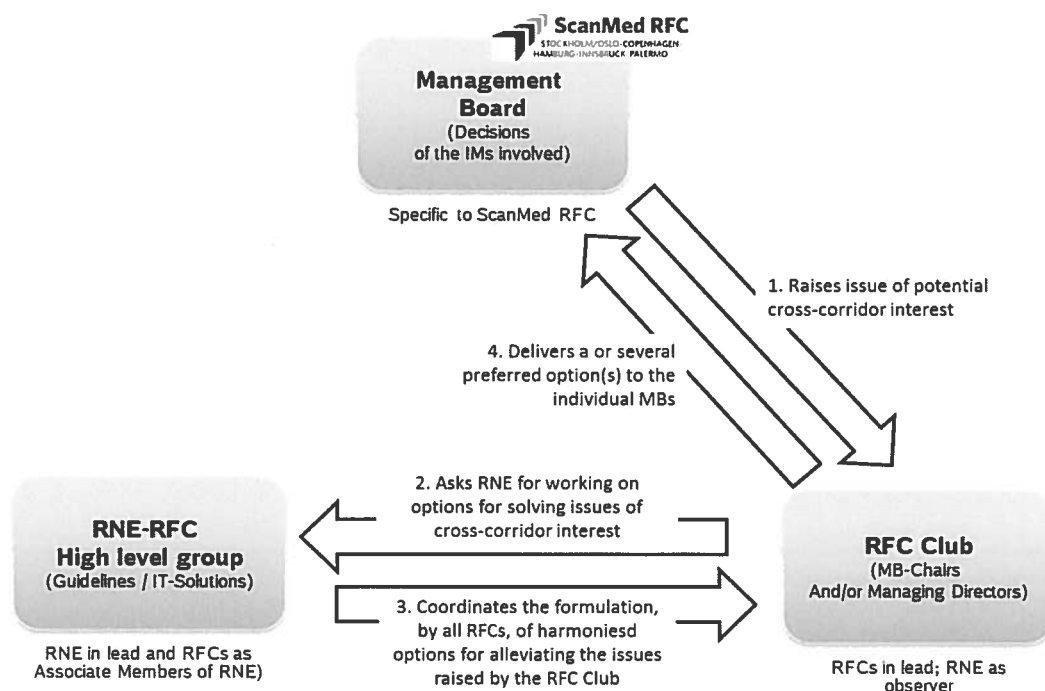 ScanMed RFC
STOCKHOLM/OSLO-COPENHAGEN-
HAMBURG-INNSBRUCK-PALERMO
Management
Board
(Decisions
of the IMs involved)
Specific to ScanMed RFC
1. Raises issue of potential
cross-corridor interest
4. Delivers a or several
preferred option(s) to the
individual MBs
2. Asks RNE for working on
options for solving issues of
cross-corridor interest
RNE-RFC
High level group
(Guidelines / IT-Solutions)
RFC Club
(MB-Chairs
And/or Managing Directors)
3. Coordinates the formulation,
by all RFCs, of harmoniesd
options for alleviating the issues
raised by the RFC Club
RNE in lead and RFCs as
Associate Members of RNE)
RFCs in lead; RNE as
observer